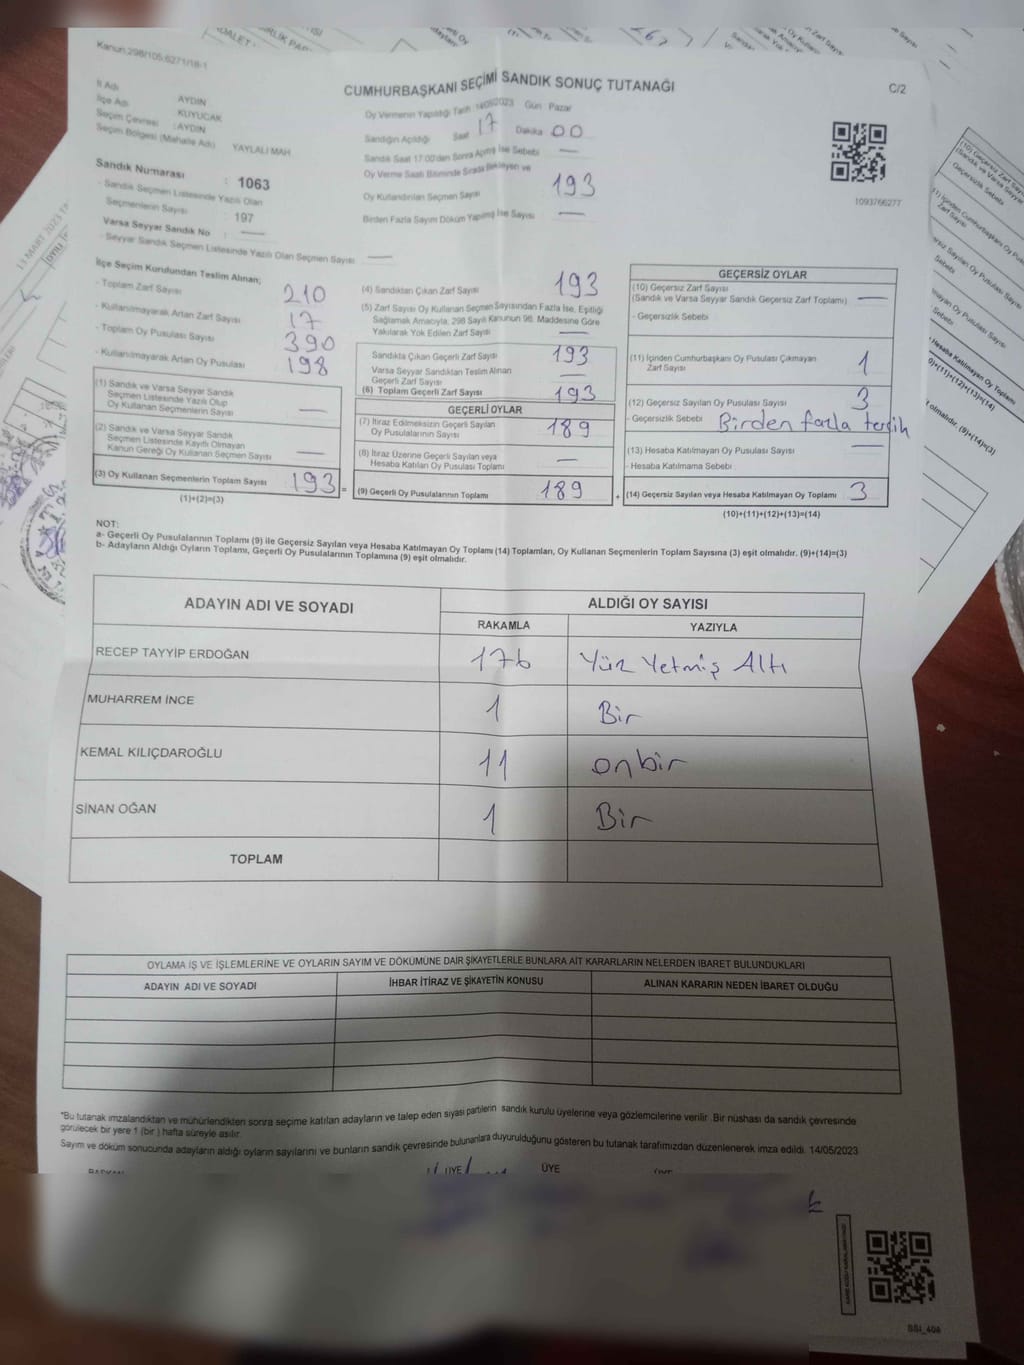 Kanun:298/105;6271/18-1
CUMHURBAŞKANI SEÇİMİ SANDIK SONUÇ TUTANAĞI
C/2
İl Adı AYDIN
İlçe Adı KUYUCAK
Seçim Çevresi : AYDIN
Seçim Bölgesi (Mahalle Adı) YAYLALI MAH
Sandık Numarası : 1063
- Sandık Seçmen Listesinde Yazılı Olan
Seçmenlerin Sayısı : 197
Varsa Seyyar Sandık No : —
- Seyyar Sandık Seçmen Listesinde Yazılı Olan Seçmen Sayısı —
Oy Vermenin Yapıldığı Tarih 14/05/2023 Gün Pazar
Sandığın Açıldığı Saat 17 Dakika 00
Sandık Saat 17:00'den Sonra Açılmış İse Sebebi —
Oy Verme Saati Bitiminde Sırada Bekleyen ve
Oy Kullandırılan Seçmen Sayısı 193
Birden Fazla Sayım Döküm Yapılmış İse Sayısı —
1093766277
İlçe Seçim Kurulundan Teslim Alınan;
- Toplam Zarf Sayısı 210
- Kullanılmayarak Artan Zarf Sayısı 17
- Toplam Oy Pusulası Sayısı 390
- Kullanılmayarak Artan Oy Pusulası 198
(1) Sandık ve Varsa Seyyar Sandık
Seçmen Listesinde Yazılı Olup
Oy Kullanan Seçmenlerin Sayısı —
(2) Sandık ve Varsa Seyyar Sandık
Seçmen Listesinde Kayıtlı Olmayan
Kanun Gereği Oy Kullanan Seçmen Sayısı —
(3) Oy Kullanan Seçmenlerin Toplam Sayısı 193 =
(1)+(2)=(3)
(4) Sandıktan Çıkan Zarf Sayısı 193
(5) Zarf Sayısı Oy Kullanan Seçmen Sayısından Fazla İse, Eşitliği
Sağlamak Amacıyla, 298 Sayılı Kanunun 98. Maddesine Göre
Yakılarak Yok Edilen Zarf Sayısı —
Sandıkta Çıkan Geçerli Zarf Sayısı 193
Varsa Seyyar Sandıktan Teslim Alınan
Geçerli Zarf Sayısı —
(6) Toplam Geçerli Zarf Sayısı 193
GEÇERLİ OYLAR
(7) İtiraz Edilmeksizin Geçerli Sayılan
Oy Pusulalarının Sayısı 189
(8) İtiraz Üzerine Geçerli Sayılan veya
Hesaba Katılan Oy Pusulası Toplamı —
(9) Geçerli Oy Pusulalarının Toplamı 189 +
GEÇERSİZ OYLAR
(10) Geçersiz Zarf Sayısı
(Sandık ve Varsa Seyyar Sandık Geçersiz Zarf Toplamı) —
- Geçersizlik Sebebi
(11) İçinden Cumhurbaşkanı Oy Pusulası Çıkmayan
Zarf Sayısı 1
(12) Geçersiz Sayılan Oy Pusulası Sayısı 3
- Geçersizlik Sebebi Birden fazla tercih
(13) Hesaba Katılmayan Oy Pusulası Sayısı —
- Hesaba Katılmama Sebebi
(14) Geçersiz Sayılan veya Hesaba Katılmayan Oy Toplamı 3
(10)+(11)+(12)+(13)=(14)
NOT:
a- Geçerli Oy Pusulalarının Toplamı (9) ile Geçersiz Sayılan veya Hesaba Katılmayan Oy Toplamı (14) Toplamları, Oy Kullanan Seçmenlerin Toplam Sayısına (3) eşit olmalıdır. (9)+(14)=(3)
b- Adayların Aldığı Oyların Toplamı, Geçerli Oy Pusulalarının Toplamına (9) eşit olmalıdır.
ADAYIN ADI VE SOYADI ALDIĞI OY SAYISI
RAKAMLA YAZIYLA
RECEP TAYYİP ERDOĞAN 176 Yüz Yetmiş Altı
MUHARREM İNCE 1 Bir
KEMAL KILIÇDAROĞLU 11 onbir
SİNAN OĞAN 1 Bir
TOPLAM
OYLAMA İŞ VE İŞLEMLERİNE VE OYLARIN SAYIM VE DÖKÜMÜNE DAİR ŞİKAYETLERLE BUNLARA AİT KARARLARIN NELERDEN İBARET BULUNDUKLARI
ADAYIN ADI VE SOYADI İHBAR İTİRAZ VE ŞİKAYETİN KONUSU ALINAN KARARIN NEDEN İBARET OLDUĞU
*Bu tutanak imzalandıktan ve mühürlendikten sonra seçime katılan adayların ve talep eden siyasi partilerin sandık kurulu üyelerine veya gözlemcilerine verilir. Bir nüshası da sandık çevresinde
görülecek bir yere 1 (bir) hafta süreyle asılır.
Sayım ve döküm sonucunda adayların aldığı oyların sayılarını ve bunların sandık çevresinde bulunanlara duyurulduğunu gösteren bu tutanak tarafımızdan düzenlenerek imza edildi. 14/05/2023
BAŞKAN ÜYE ÜYE ÜYE
SSI_406